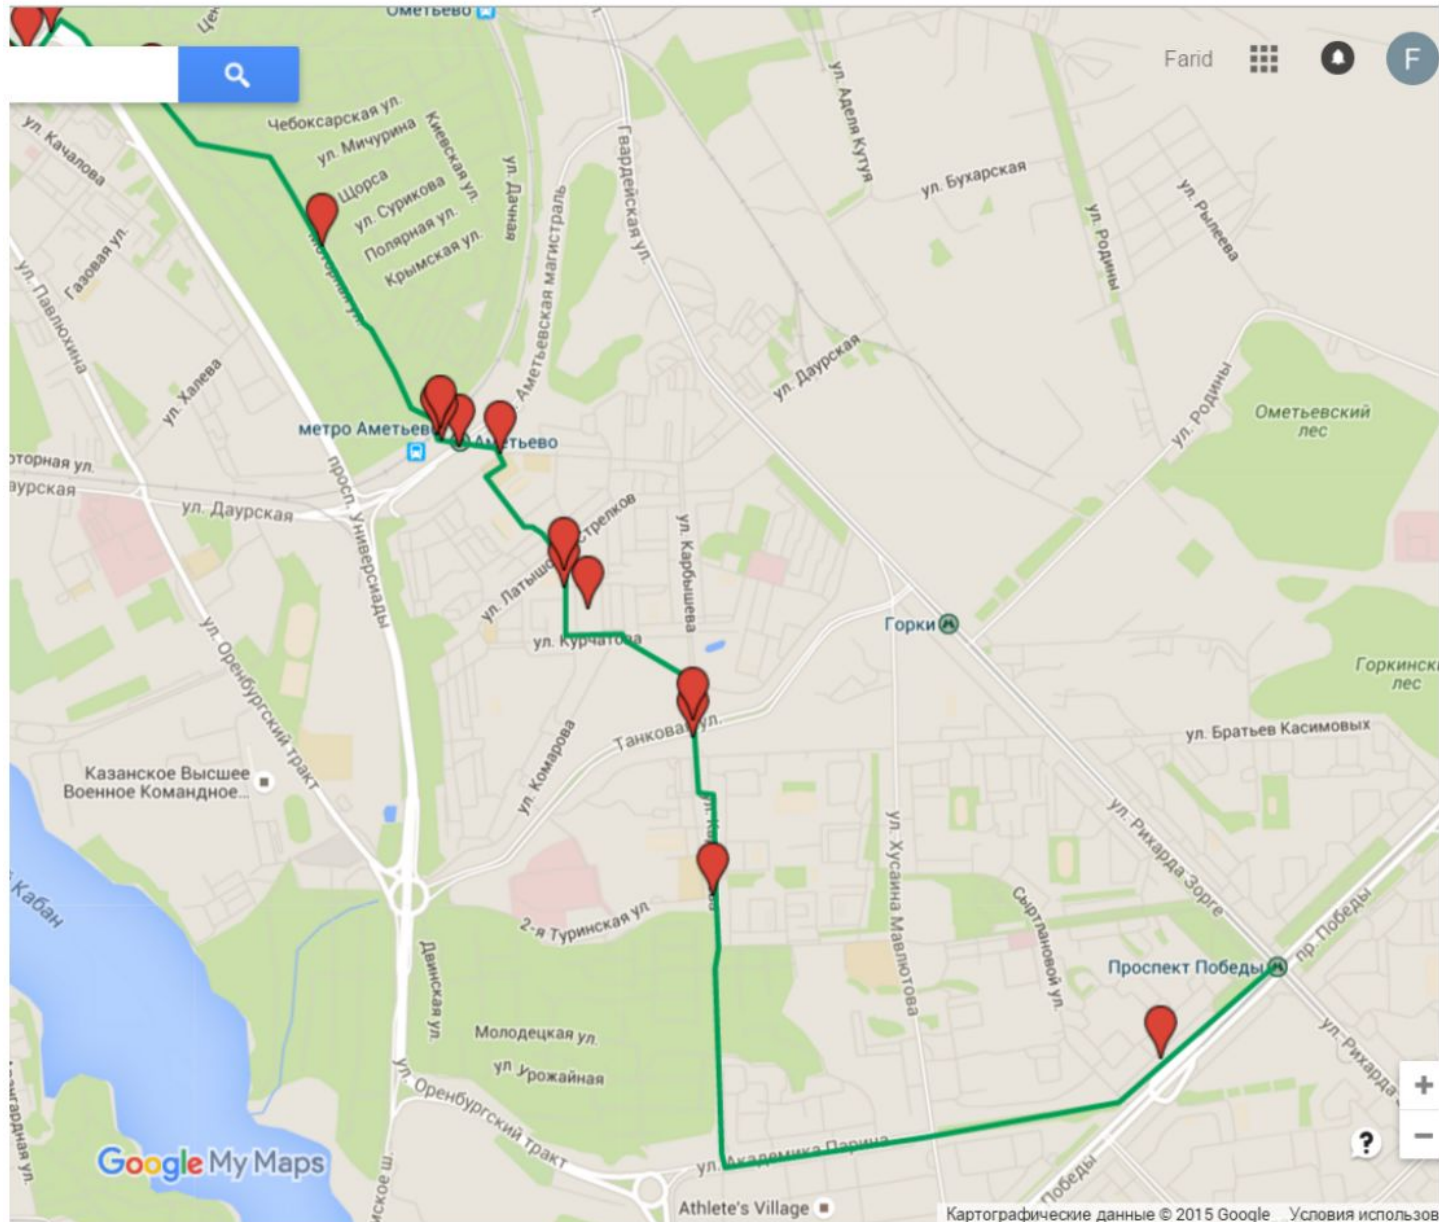 Ометьево
Farid
F
Чебоксарская ул.
ул. Мичурина
Киевская ул.
ул. Качалова
Щорса
ул. Сурикова
Полярная ул.
Крымская ул.
ул. Дачная
Гвардейская ул.
ул. Аделя Кутуя
ул. Бухарская
ул. Рылеева
ул. Родины
Газовая ул.
ул. Павлюхина
Моторная ул.
Аметьевская магистраль
ул. Халева
ул. Даурская
ул. Родины
Ометьевский
лес
метро Аметьево
Аметьево
ул. Даурская
просп. Универсиады
ул. Карбышева
ул. Курчатова
Горки
Горкински
лес
ул. Оренбургский тракт
Танковая ул.
ул. Братьев Касимовых
ул. Комарова
Казанское Высшее
Военное Командное...
ул. Рихарда Зорге
ул. Хусаина Мавлютова
Кабан
2-я Туринская ул.
Сыртлановой ул.
пр. Победы
Двинская ул.
Проспект Победы
Молодецкая ул.
ул. Урожайная
ул. Рихарда
ул. Оренбургский тракт
ул. Академика Парина
Google My Maps
Победы
Athlete's Village
Картографические данные © 2015 Google
Условия использов